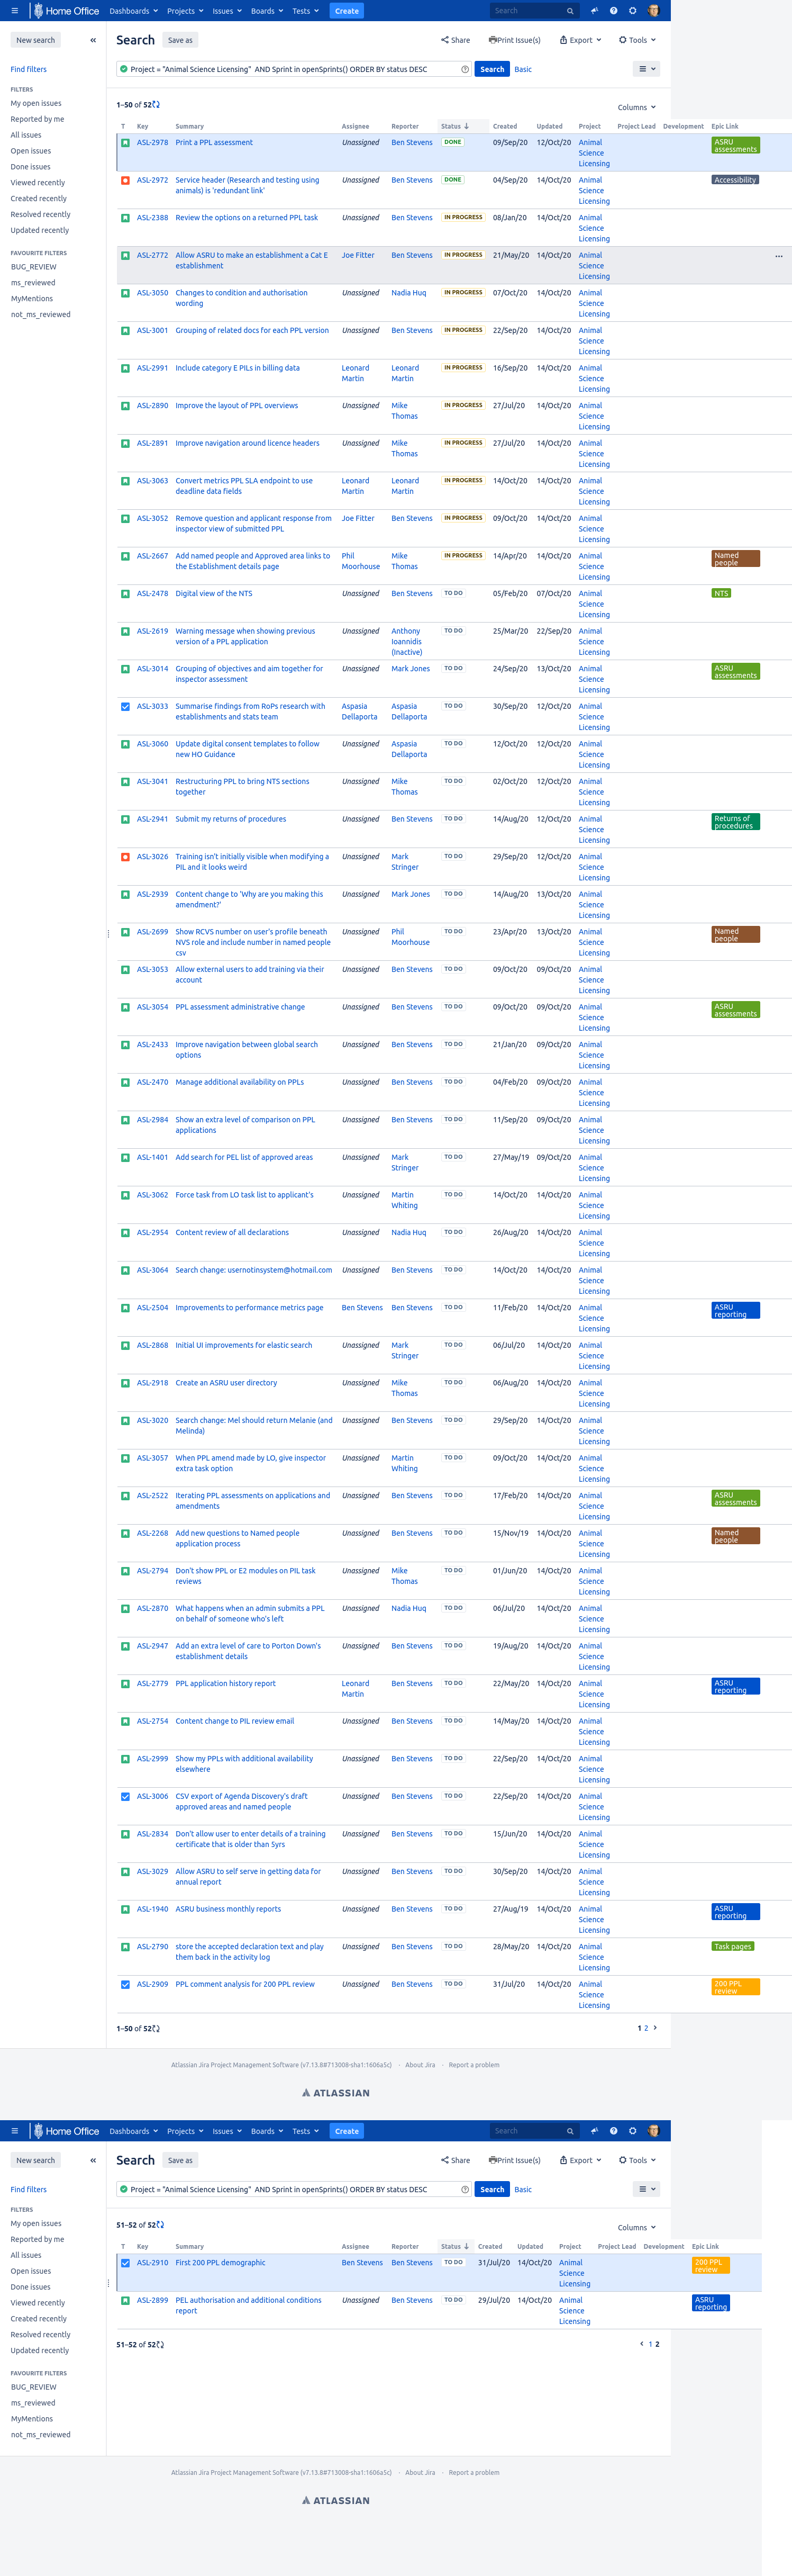 Home Office Dashboards Projects Issues Boards Tests Create Search
New search
Search Save as Share Print Issue(s) Export Tools
Find filters
Project = "Animal Science Licensing"  AND Sprint in openSprints() ORDER BY status DESC Search Basic
FILTERS
My open issues
Reported by me
All issues
Open issues
Done issues
Viewed recently
Created recently
Resolved recently
Updated recently
FAVOURITE FILTERS
BUG_REVIEW
ms_reviewed
MyMentions
not_ms_reviewed
1–50 of 52
Columns
T Key Summary Assignee Reporter Status Created Updated Project Project Lead Development Epic Link
ASL-2978 Print a PPL assessment Unassigned Ben Stevens DONE 09/Sep/20 12/Oct/20 Animal ASRU
Science assessments
Licensing
ASL-2972 Service header (Research and testing using Unassigned Ben Stevens DONE 04/Sep/20 14/Oct/20 Animal Accessibility
animals) is 'redundant link' Science
Licensing
ASL-2388 Review the options on a returned PPL task Unassigned Ben Stevens IN PROGRESS 08/Jan/20 14/Oct/20 Animal
Science
Licensing
ASL-2772 Allow ASRU to make an establishment a Cat E Joe Fitter Ben Stevens IN PROGRESS 21/May/20 14/Oct/20 Animal
establishment Science
Licensing
ASL-3050 Changes to condition and authorisation Unassigned Nadia Huq IN PROGRESS 07/Oct/20 14/Oct/20 Animal
wording Science
Licensing
ASL-3001 Grouping of related docs for each PPL version Unassigned Ben Stevens IN PROGRESS 22/Sep/20 14/Oct/20 Animal
Science
Licensing
ASL-2991 Include category E PILs in billing data Leonard Leonard IN PROGRESS 16/Sep/20 14/Oct/20 Animal
Martin Martin Science
Licensing
ASL-2890 Improve the layout of PPL overviews Unassigned Mike IN PROGRESS 27/Jul/20 14/Oct/20 Animal
Thomas Science
Licensing
ASL-2891 Improve navigation around licence headers Unassigned Mike IN PROGRESS 27/Jul/20 14/Oct/20 Animal
Thomas Science
Licensing
ASL-3063 Convert metrics PPL SLA endpoint to use Leonard Leonard IN PROGRESS 14/Oct/20 14/Oct/20 Animal
deadline data fields Martin Martin Science
Licensing
ASL-3052 Remove question and applicant response from Joe Fitter Ben Stevens IN PROGRESS 09/Oct/20 14/Oct/20 Animal
inspector view of submitted PPL Science
Licensing
ASL-2667 Add named people and Approved area links to Phil Mike IN PROGRESS 14/Apr/20 14/Oct/20 Animal Named
the Establishment details page Moorhouse Thomas Science people
Licensing
ASL-2478 Digital view of the NTS Unassigned Ben Stevens TO DO 05/Feb/20 07/Oct/20 Animal NTS
Science
Licensing
ASL-2619 Warning message when showing previous Unassigned Anthony TO DO 25/Mar/20 22/Sep/20 Animal
version of a PPL application Ioannidis Science
(Inactive) Licensing
ASL-3014 Grouping of objectives and aim together for Unassigned Mark Jones TO DO 24/Sep/20 13/Oct/20 Animal ASRU
inspector assessment Science assessments
Licensing
ASL-3033 Summarise findings from RoPs research with Aspasia Aspasia TO DO 30/Sep/20 12/Oct/20 Animal
establishments and stats team Dellaporta Dellaporta Science
Licensing
ASL-3060 Update digital consent templates to follow Unassigned Aspasia TO DO 12/Oct/20 12/Oct/20 Animal
new HO Guidance Dellaporta Science
Licensing
ASL-3041 Restructuring PPL to bring NTS sections Unassigned Mike TO DO 02/Oct/20 12/Oct/20 Animal
together Thomas Science
Licensing
ASL-2941 Submit my returns of procedures Unassigned Ben Stevens TO DO 14/Aug/20 12/Oct/20 Animal Returns of
Science procedures
Licensing
ASL-3026 Training isn't initially visible when modifying a Unassigned Mark TO DO 29/Sep/20 12/Oct/20 Animal
PIL and it looks weird Stringer Science
Licensing
ASL-2939 Content change to 'Why are you making this Unassigned Mark Jones TO DO 14/Aug/20 13/Oct/20 Animal
amendment?' Science
Licensing
ASL-2699 Show RCVS number on user's profile beneath Unassigned Phil TO DO 23/Apr/20 13/Oct/20 Animal Named
NVS role and include number in named people Moorhouse Science people
csv Licensing
ASL-3053 Allow external users to add training via their Unassigned Ben Stevens TO DO 09/Oct/20 09/Oct/20 Animal
account Science
Licensing
ASL-3054 PPL assessment administrative change Unassigned Ben Stevens TO DO 09/Oct/20 09/Oct/20 Animal ASRU
Science assessments
Licensing
ASL-2433 Improve navigation between global search Unassigned Ben Stevens TO DO 21/Jan/20 09/Oct/20 Animal
options Science
Licensing
ASL-2470 Manage additional availability on PPLs Unassigned Ben Stevens TO DO 04/Feb/20 09/Oct/20 Animal
Science
Licensing
ASL-2984 Show an extra level of comparison on PPL Unassigned Ben Stevens TO DO 11/Sep/20 09/Oct/20 Animal
applications Science
Licensing
ASL-1401 Add search for PEL list of approved areas Unassigned Mark TO DO 27/May/19 09/Oct/20 Animal
Stringer Science
Licensing
ASL-3062 Force task from LO task list to applicant's Unassigned Martin TO DO 14/Oct/20 14/Oct/20 Animal
Whiting Science
Licensing
ASL-2954 Content review of all declarations Unassigned Nadia Huq TO DO 26/Aug/20 14/Oct/20 Animal
Science
Licensing
ASL-3064 Search change: usernotinsystem@hotmail.com Unassigned Ben Stevens TO DO 14/Oct/20 14/Oct/20 Animal
Science
Licensing
ASL-2504 Improvements to performance metrics page Ben Stevens Ben Stevens TO DO 11/Feb/20 14/Oct/20 Animal ASRU
Science reporting
Licensing
ASL-2868 Initial UI improvements for elastic search Unassigned Mark TO DO 06/Jul/20 14/Oct/20 Animal
Stringer Science
Licensing
ASL-2918 Create an ASRU user directory Unassigned Mike TO DO 06/Aug/20 14/Oct/20 Animal
Thomas Science
Licensing
ASL-3020 Search change: Mel should return Melanie (and Unassigned Ben Stevens TO DO 29/Sep/20 14/Oct/20 Animal
Melinda) Science
Licensing
ASL-3057 When PPL amend made by LO, give inspector Unassigned Martin TO DO 09/Oct/20 14/Oct/20 Animal
extra task option Whiting Science
Licensing
ASL-2522 Iterating PPL assessments on applications and Unassigned Ben Stevens TO DO 17/Feb/20 14/Oct/20 Animal ASRU
amendments Science assessments
Licensing
ASL-2268 Add new questions to Named people Unassigned Ben Stevens TO DO 15/Nov/19 14/Oct/20 Animal Named
application process Science people
Licensing
ASL-2794 Don't show PPL or E2 modules on PIL task Unassigned Mike TO DO 01/Jun/20 14/Oct/20 Animal
reviews Thomas Science
Licensing
ASL-2870 What happens when an admin submits a PPL Unassigned Nadia Huq TO DO 06/Jul/20 14/Oct/20 Animal
on behalf of someone who's left Science
Licensing
ASL-2947 Add an extra level of care to Porton Down's Unassigned Ben Stevens TO DO 19/Aug/20 14/Oct/20 Animal
establishment details Science
Licensing
ASL-2779 PPL application history report Leonard Ben Stevens TO DO 22/May/20 14/Oct/20 Animal ASRU
Martin Science reporting
Licensing
ASL-2754 Content change to PIL review email Unassigned Ben Stevens TO DO 14/May/20 14/Oct/20 Animal
Science
Licensing
ASL-2999 Show my PPLs with additional availability Unassigned Ben Stevens TO DO 22/Sep/20 14/Oct/20 Animal
elsewhere Science
Licensing
ASL-3006 CSV export of Agenda Discovery's draft Unassigned Ben Stevens TO DO 22/Sep/20 14/Oct/20 Animal
approved areas and named people Science
Licensing
ASL-2834 Don't allow user to enter details of a training Unassigned Ben Stevens TO DO 15/Jun/20 14/Oct/20 Animal
certificate that is older than 5yrs Science
Licensing
ASL-3029 Allow ASRU to self serve in getting data for Unassigned Ben Stevens TO DO 30/Sep/20 14/Oct/20 Animal
annual report Science
Licensing
ASL-1940 ASRU business monthly reports Unassigned Ben Stevens TO DO 27/Aug/19 14/Oct/20 Animal ASRU
Science reporting
Licensing
ASL-2790 store the accepted declaration text and play Unassigned Ben Stevens TO DO 28/May/20 14/Oct/20 Animal Task pages
them back in the activity log Science
Licensing
ASL-2909 PPL comment analysis for 200 PPL review Unassigned Ben Stevens TO DO 31/Jul/20 14/Oct/20 Animal 200 PPL
Science review
Licensing
1–50 of 52 1 2
Atlassian Jira Project Management Software (v7.13.8#713008-sha1:1606a5c) · About Jira · Report a problem
ATLASSIAN
Home Office Dashboards Projects Issues Boards Tests Create Search
New search
Search Save as Share Print Issue(s) Export Tools
Find filters
Project = "Animal Science Licensing"  AND Sprint in openSprints() ORDER BY status DESC Search Basic
FILTERS
My open issues
Reported by me
All issues
Open issues
Done issues
Viewed recently
Created recently
Resolved recently
Updated recently
FAVOURITE FILTERS
BUG_REVIEW
ms_reviewed
MyMentions
not_ms_reviewed
51–52 of 52
Columns
T Key Summary Assignee Reporter Status Created Updated Project Project Lead Development Epic Link
ASL-2910 First 200 PPL demographic Ben Stevens Ben Stevens TO DO 31/Jul/20 14/Oct/20 Animal 200 PPL
Science review
Licensing
ASL-2899 PEL authorisation and additional conditions Unassigned Ben Stevens TO DO 29/Jul/20 14/Oct/20 Animal ASRU
report Science reporting
Licensing
51–52 of 52 1 2
Atlassian Jira Project Management Software (v7.13.8#713008-sha1:1606a5c) · About Jira · Report a problem
ATLASSIAN